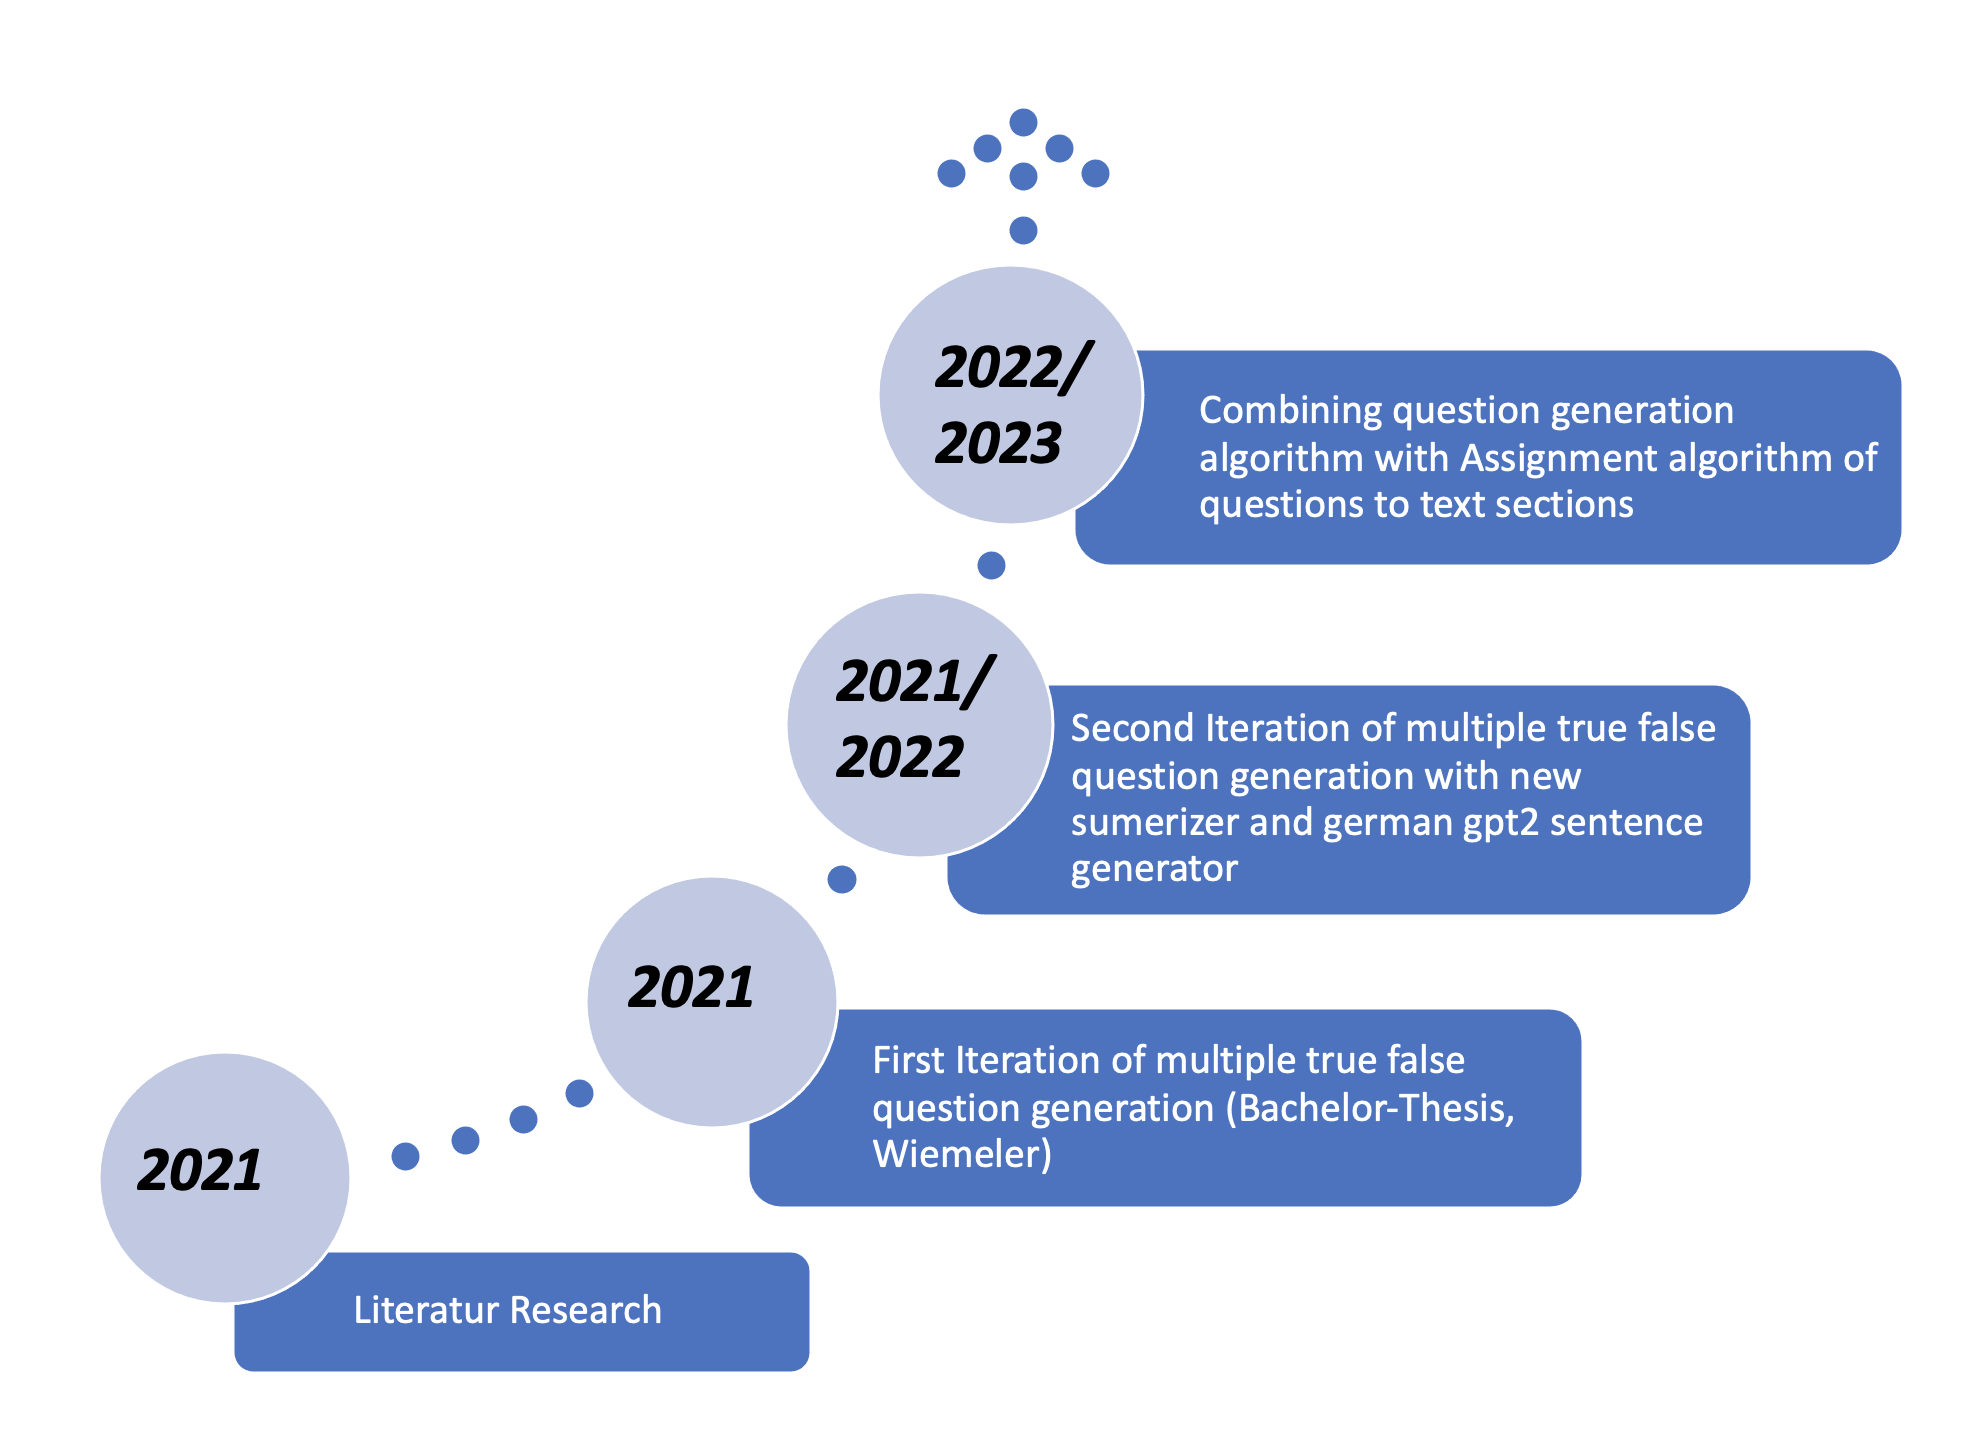 2022/
2023
Combining question generation
algorithm with Assignment algorithm of
questions to text sections
2021/
2022
Second Iteration of multiple true false
question generation with new
sumerizer and german gpt2 sentence
generator
2021
First Iteration of multiple true false
question generation (Bachelor-Thesis,
Wiemeler)
2021
Literatur Research